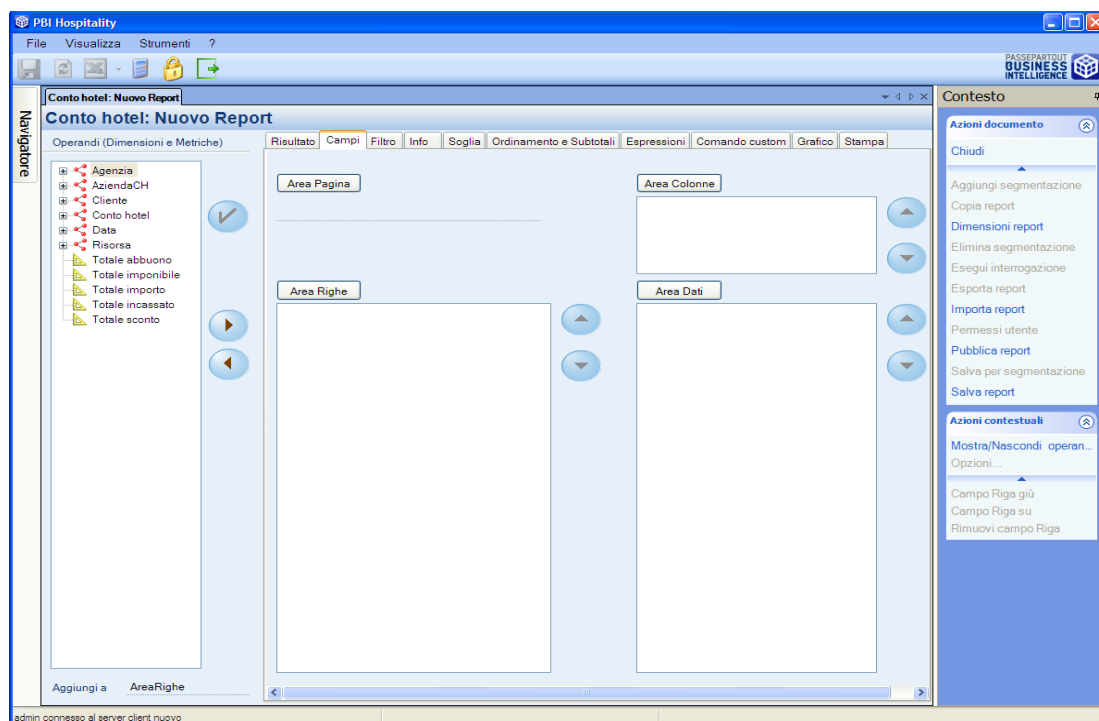 PBI Hospitality
File Visualizza Strumenti ?
PASSEPARTOUT
BUSINESS
INTELLIGENCE
Navigatore
Conto hotel: Nuovo Report
Conto hotel: Nuovo Report
Operandi (Dimensioni e Metriche)
Agenzia
AziendaCH
Cliente
Conto hotel
Data
Risorsa
Totale abbuono
Totale imponibile
Totale importo
Totale incassato
Totale sconto
Aggiungi a AreaRighe
Risultato Campi Filtro Info Soglia Ordinamento e Subtotali Espressioni Comando custom Grafico Stampa
Area Pagina
Area Colonne
Area Righe
Area Dati
Contesto
Azioni documento
Chiudi
Aggiungi segmentazione
Copia report
Dimensioni report
Elimina segmentazione
Esegui interrogazione
Esporta report
Importa report
Permessi utente
Pubblica report
Salva per segmentazione
Salva report
Azioni contestuali
Mostra/Nascondi operan...
Opzioni...
Campo Riga giù
Campo Riga su
Rimuovi campo Riga
admin connesso al server client nuovo